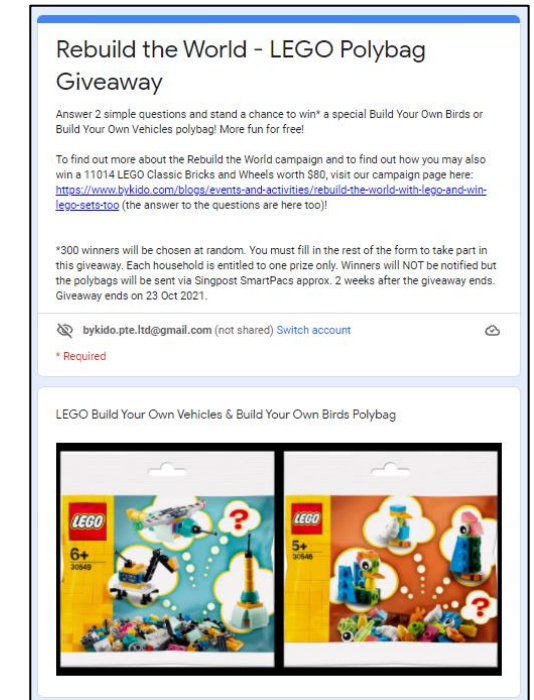 Rebuild the World - LEGO Polybag
Giveaway
Answer 2 simple questions and stand a chance to win* a special Build Your Own Birds or
Build Your Own Vehicles polybag! More fun for free!
To find out more about the Rebuild the World campaign and to find out how you may also
win a 11014 LEGO Classic Bricks and Wheels worth $80, visit our campaign page here:
https://www.bykido.com/blogs/events-and-activities/rebuild-the-world-with-lego-and-win-
lego-sets-too (the answer to the questions are here too)!
*300 winners will be chosen at random. You must fill in the rest of the form to take part in
this giveaway. Each household is entitled to one prize only. Winners will NOT be notified but
the polybags will be sent via Singpost SmartPacs approx. 2 weeks after the giveaway ends.
Giveaway ends on 23 Oct 2021.
bykido.pte.ltd@gmail.com (not shared) Switch account
* Required
LEGO Build Your Own Vehicles & Build Your Own Birds Polybag
LEGO
6+
30549
?
LEGO
5+
30548
?